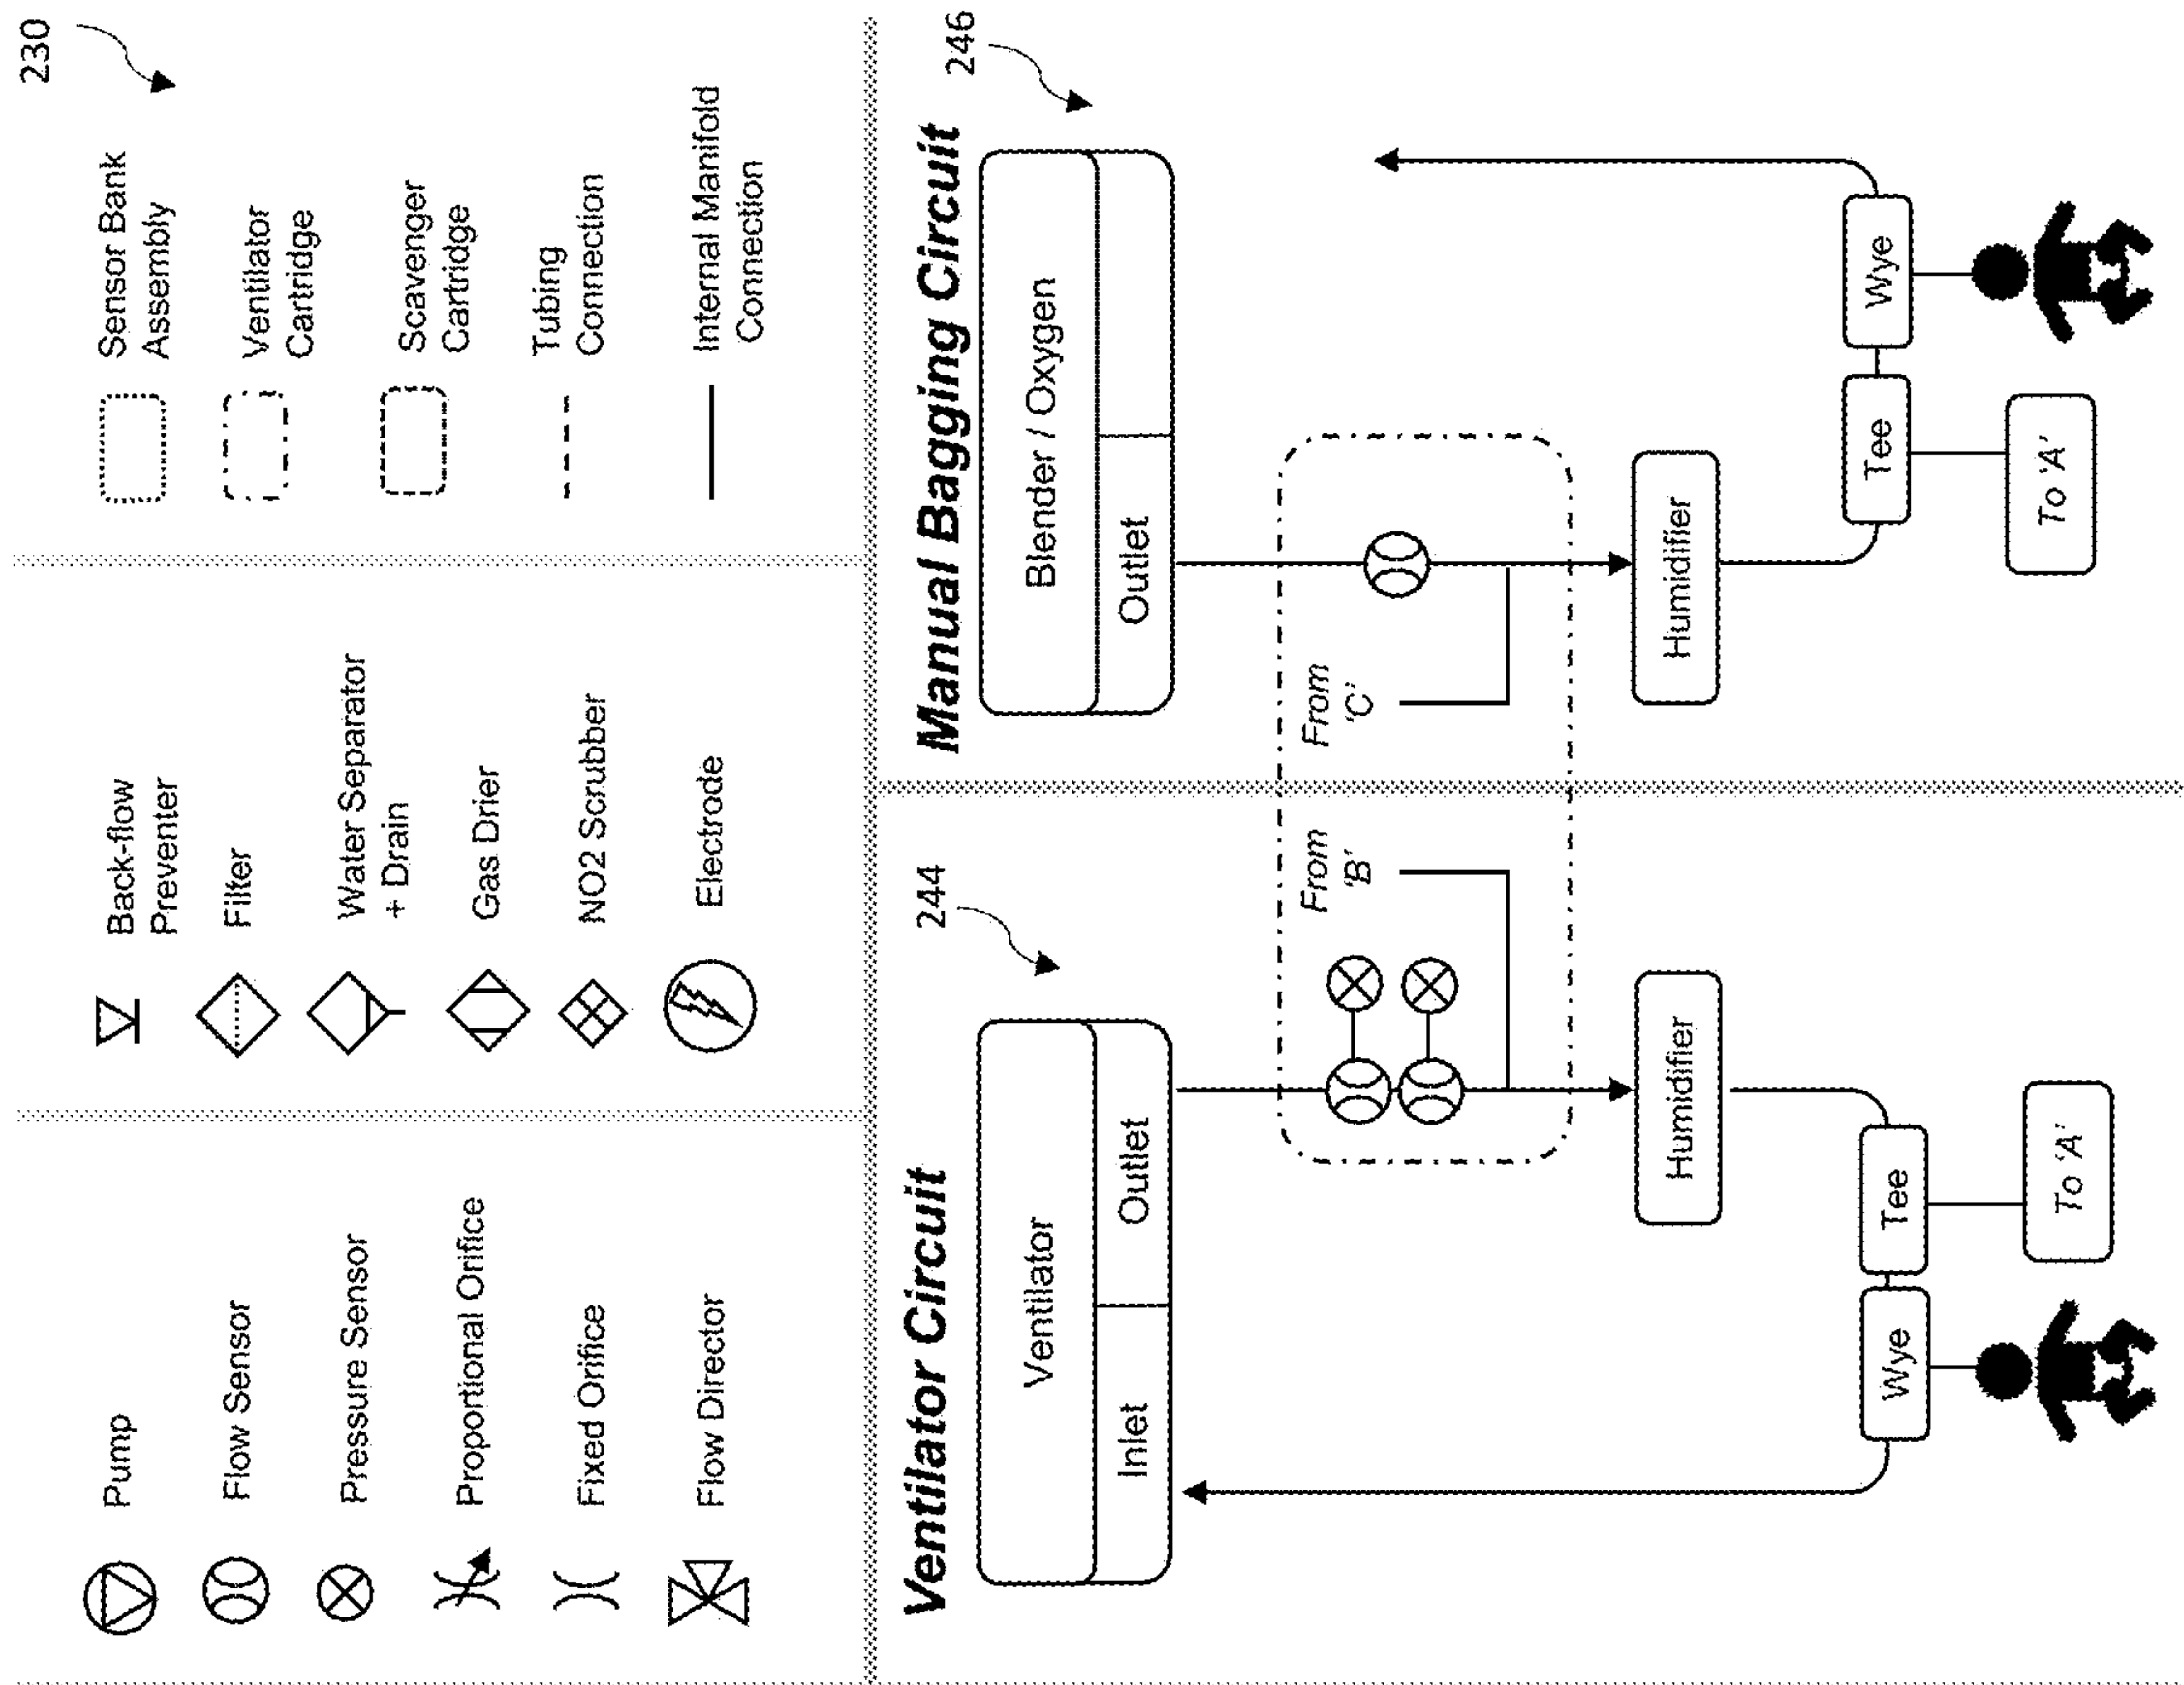 230
Pump
Flow Sensor
Pressure Sensor
Proportional Orifice
Fixed Orifice
Flow Director
Back-flow
Preventer
Filter
Water Separator
+ Drain
Gas Drier
NO2 Scrubber
Electrode
Sensor Bank
Assembly
Ventilator
Cartridge
Scavenger
Cartridge
Tubing
Connection
Internal Manifold
Connection
Ventilator Circuit
244
Ventilator
Inlet
Outlet
From
'B'
Humidifier
Wye
Tee
To 'A'
Manual Bagging Circuit
246
Blender / Oxygen
Outlet
From
'C'
Humidifier
Tee
Wye
To 'A'